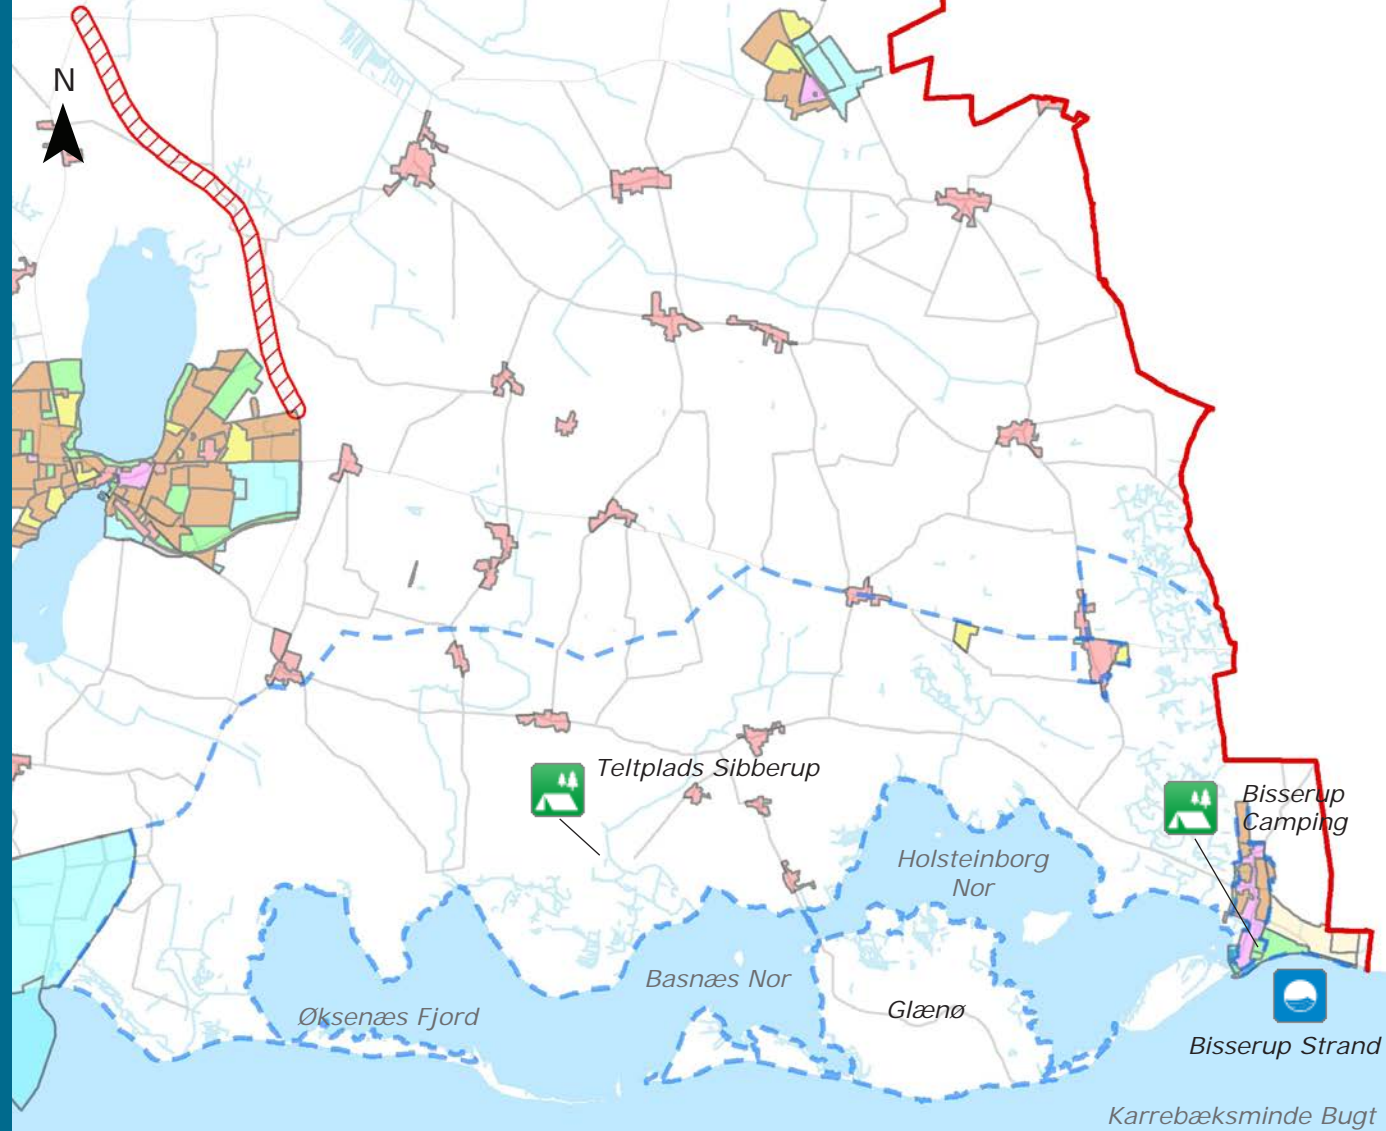 N
Teltplads Sibberup
Bisserup
Camping
Holsteinborg
Nor
Basnæs Nor
Øksenæs Fjord
Glænø
Bisserup Strand
Karrebæksminde Bugt